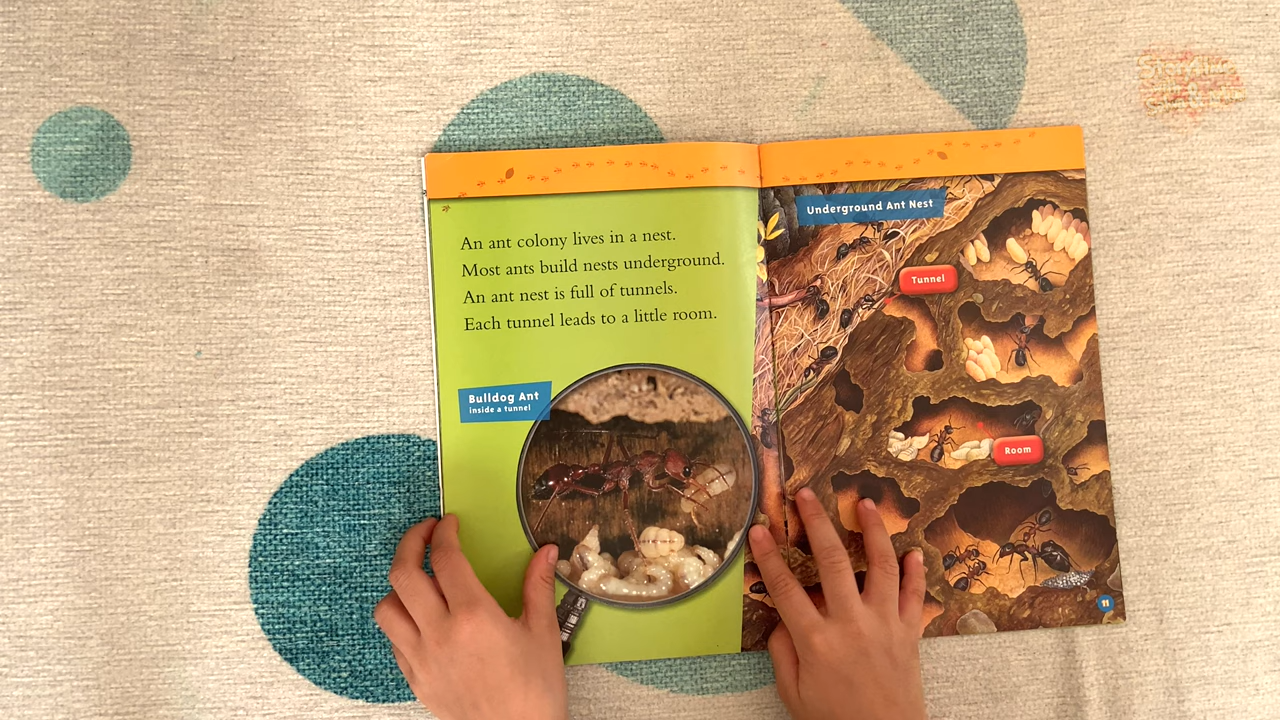 An ant colony lives in a nest.
Most ants build nests underground.
An ant nest is full of tunnels.
Each tunnel leads to a little room.
Bulldog Ant
inside a tunnel
Underground Ant Nest
Tunnel
Room
11